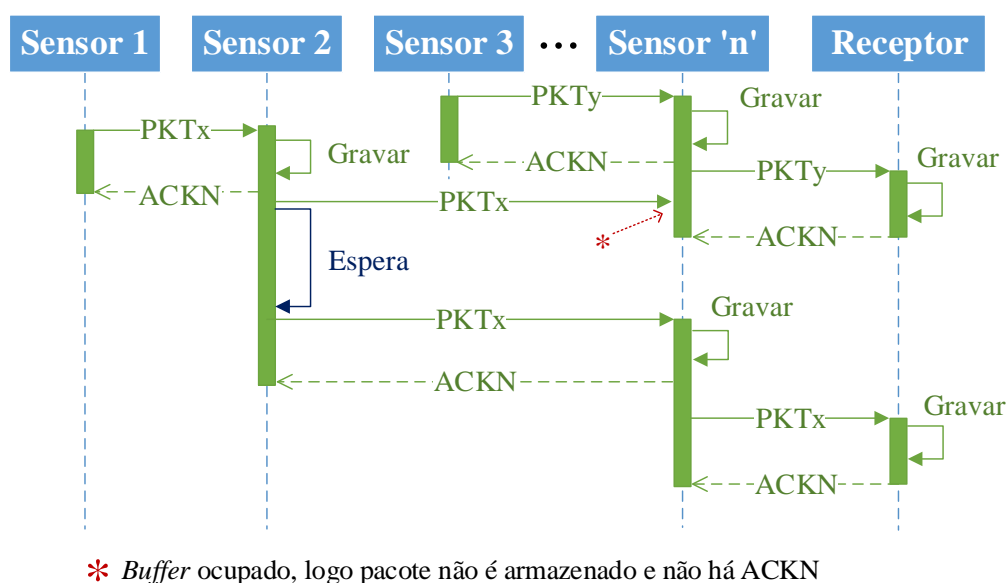 Sensor 1 Sensor 2 Sensor 3 ... Sensor 'n' Receptor
PKTy Gravar
PKTx
Gravar
ACKN
PKTy Gravar
ACKN
PKTx
*
ACKN
Espera
PKTx Gravar
ACKN
PKTx Gravar
ACKN
* Buffer ocupado, logo pacote não é armazenado e não há ACKN